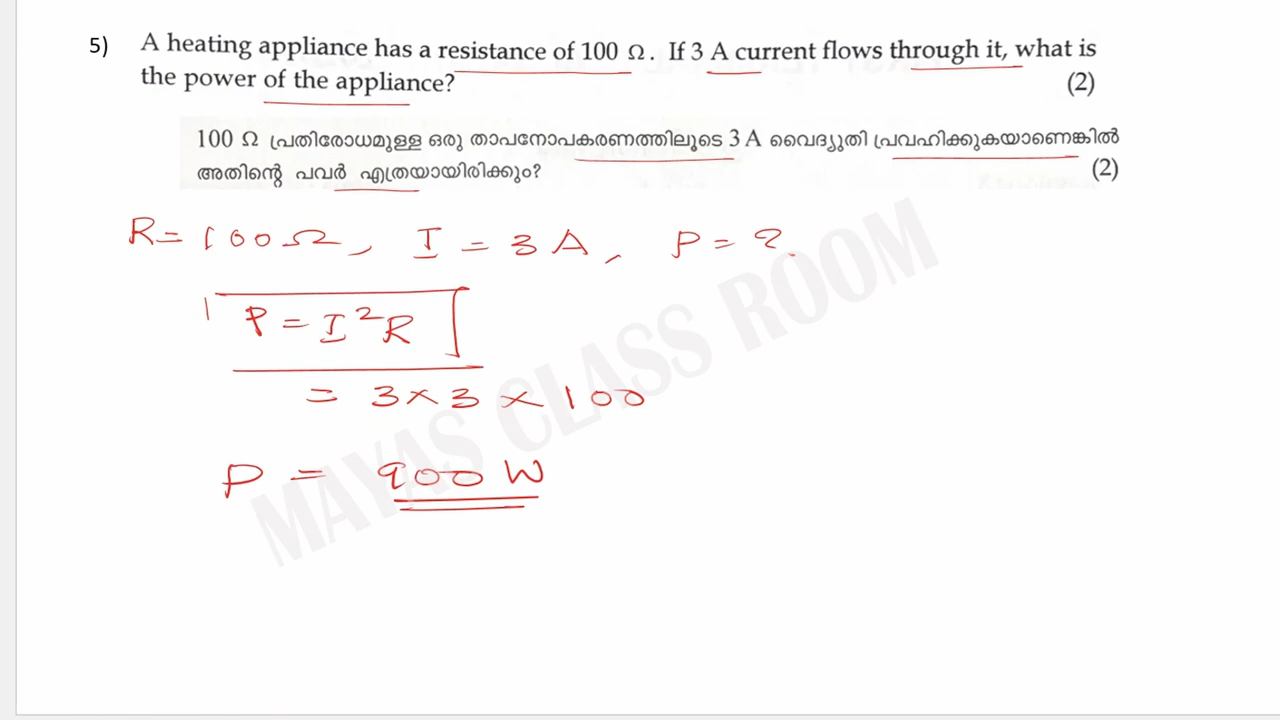 5) A heating appliance has a resistance of 100 Ω. If 3 A current flows through it, what is
the power of the appliance? (2)
100 Ω പ്രതിരോധമുള്ള ഒരു താപനോപകരണത്തിലൂടെ 3 A വൈദ്യുതി പ്രവഹിക്കുകയാണെങ്കിൽ
അതിന്റെ പവർ എത്രയായിരിക്കും? (2)
R = 100 Ω, I = 3 A, P = ?
P = I²R
= 3 × 3 × 100
P = 900 W
MAYAS CLASS ROOM